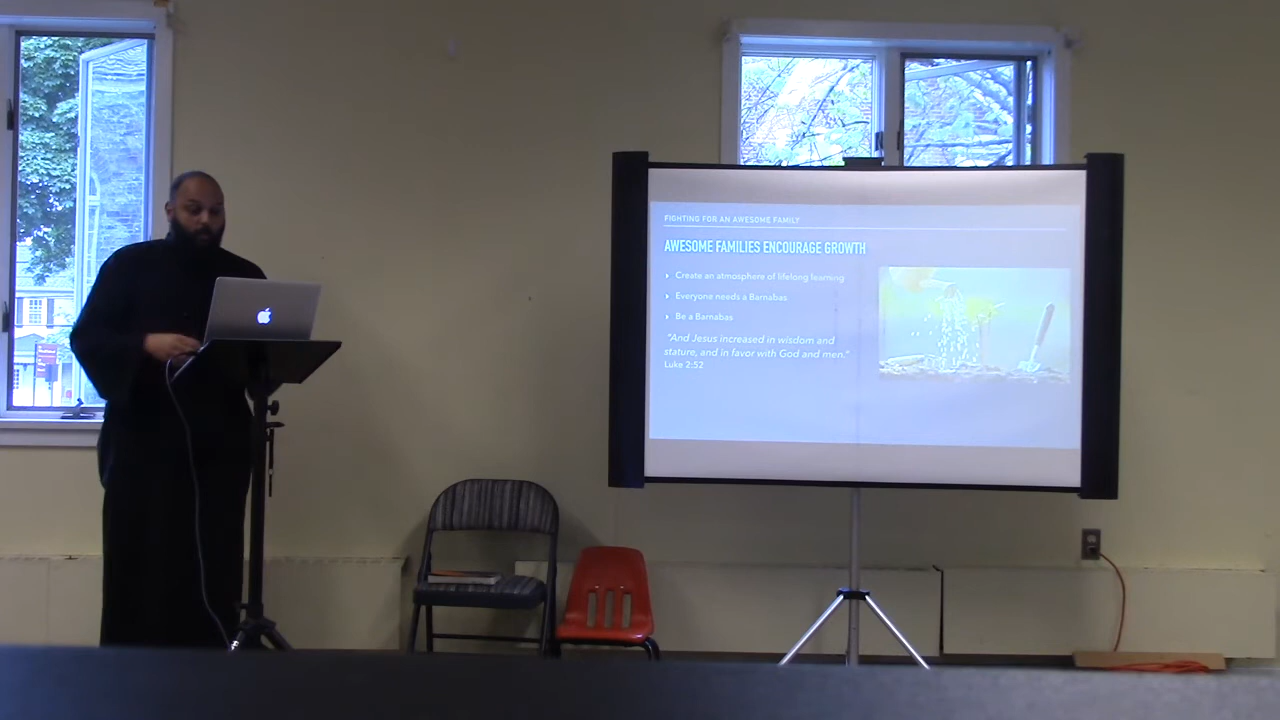 FIGHTING FOR AN AWESOME FAMILY
AWESOME FAMILIES ENCOURAGE GROWTH
Create an atmosphere of lifelong learning
Everyone needs a Barnabas
Be a Barnabas
"And Jesus increased in wisdom and
stature, and in favor with God and men."
Luke 2:52